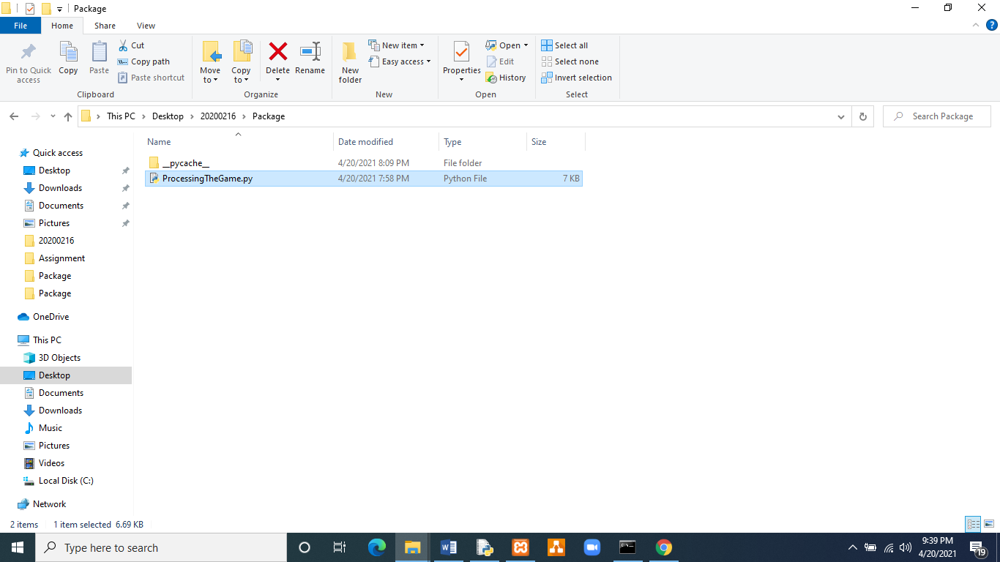 Package
File Home Share View
Pin to Quick access
Copy
Paste
Cut
Copy path
Paste shortcut
Clipboard
Move to
Copy to
Delete
Rename
Organize
New folder
New item
Easy access
New
Properties
Open
Edit
History
Open
Select all
Select none
Invert selection
Select
This PC > Desktop > 20200216 > Package
Search Package
Name Date modified Type Size
__pycache__ 4/20/2021 8:09 PM File folder
ProcessingTheGame.py 4/20/2021 7:58 PM Python File 7 KB
Quick access
Desktop
Downloads
Documents
Pictures
20200216
Assignment
Package
Package
OneDrive
This PC
3D Objects
Desktop
Documents
Downloads
Music
Pictures
Videos
Local Disk (C:)
Network
2 items 1 item selected 6.69 KB
Type here to search
9:39 PM
4/20/2021
19